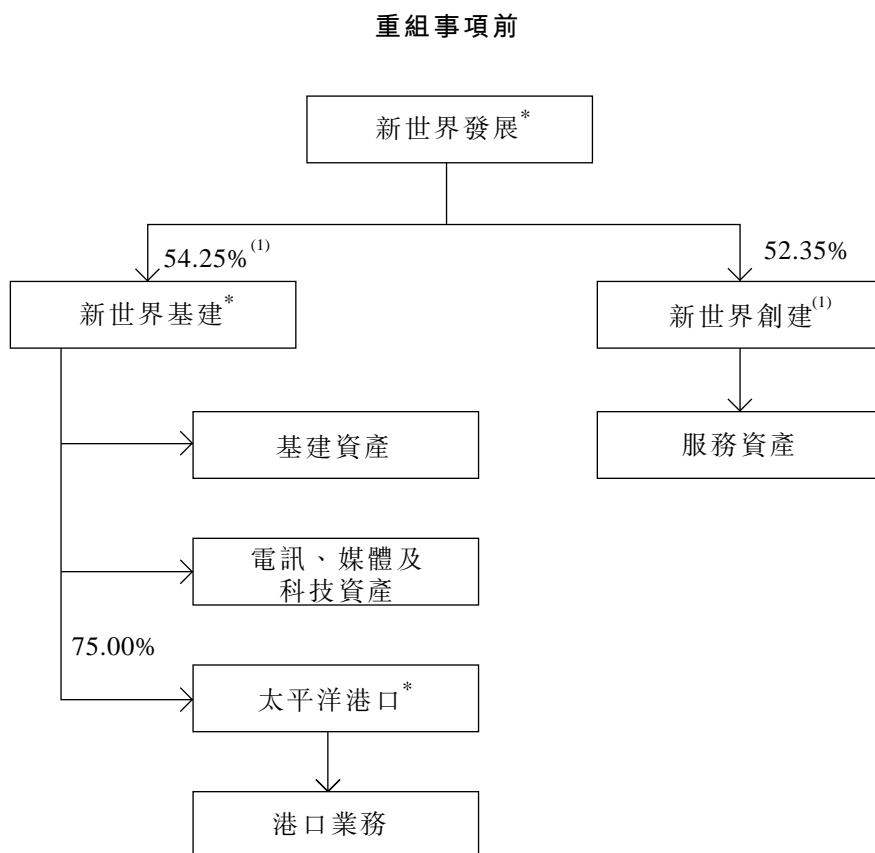 重組事項前
新世界發展*
54.25%(1)
52.35%
新世界基建*
新世界創建(1)
基建資產
服務資產
電訊、媒體及
科技資產
75.00%
太平洋港口*
港口業務